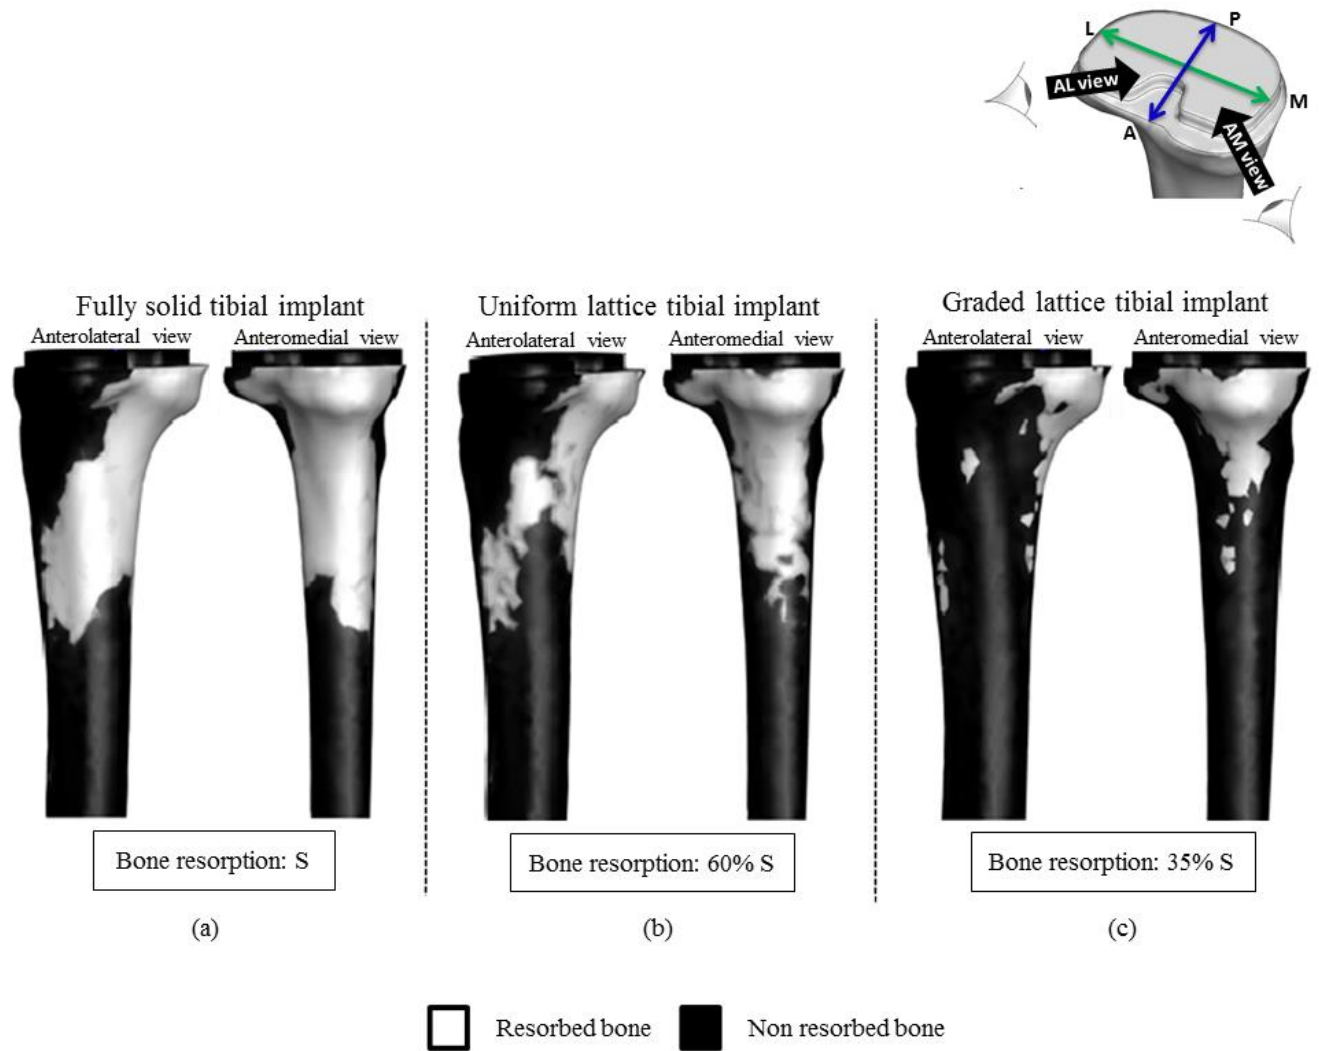 L
P
AL view
M
A
AM view
Fully solid tibial implant
Anterolateral view Anteromedial view
Uniform lattice tibial implant
Anterolateral view Anteromedial view
Graded lattice tibial implant
Anterolateral view Anteromedial view
Bone resorption: S
Bone resorption: 60% S
Bone resorption: 35% S
(a)
(b)
(c)
Resorbed bone
Non resorbed bone